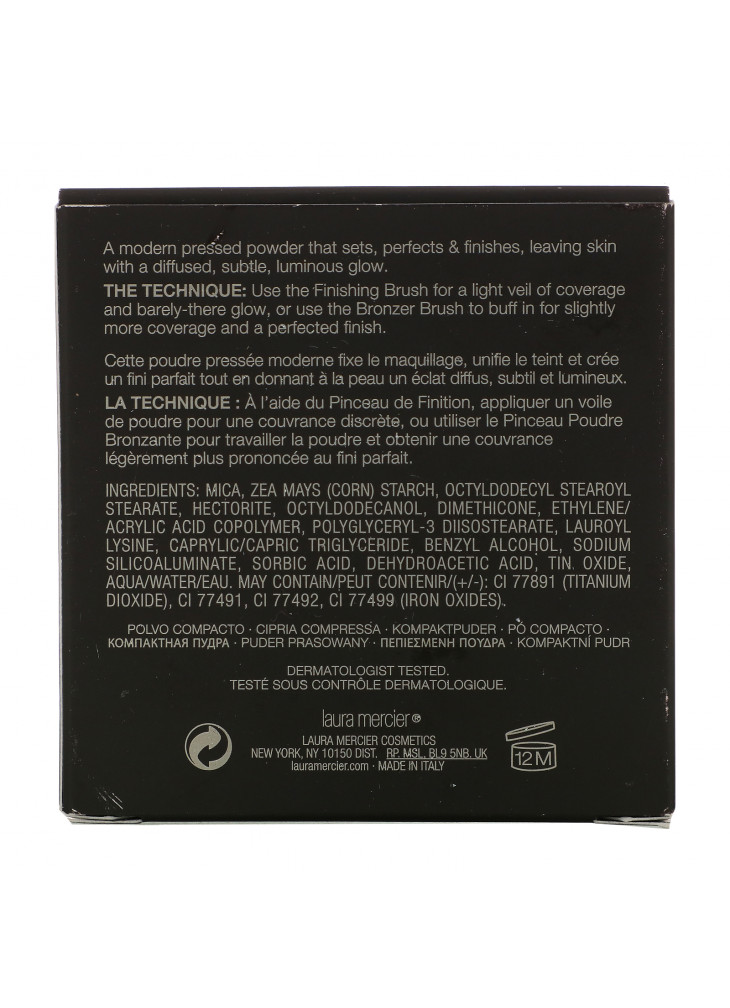 A modern pressed powder that sets, perfects & finishes, leaving skin
with a diffused, subtle, luminous glow.
THE TECHNIQUE: Use the Finishing Brush for a light veil of coverage
and barely-there glow, or use the Bronzer Brush to buff in for slightly
more coverage and a perfected finish.
Cette poudre pressée moderne fixe le maquillage, unifie le teint et crée
un fini parfait tout en donnant à la peau un éclat diffus, subtil et lumineux.
LA TECHNIQUE : À l'aide du Pinceau de Finition, appliquer un voile
de poudre pour une couvrance discrète, ou utiliser le Pinceau Poudre
Bronzante pour travailler la poudre et obtenir une couvrance
légèrement plus prononcée au fini parfait.
INGREDIENTS: MICA, ZEA MAYS (CORN) STARCH, OCTYLDODECYL STEAROYL
STEARATE, HECTORITE, OCTYLDODECANOL, DIMETHICONE, ETHYLENE/
ACRYLIC ACID COPOLYMER, POLYGLYCERYL-3 DIISOSTEARATE, LAUROYL
LYSINE, CAPRYLIC/CAPRIC TRIGLYCERIDE, BENZYL ALCOHOL, SODIUM
SILICOALUMINATE, SORBIC ACID, DEHYDROACETIC ACID, TIN OXIDE,
AQUA/WATER/EAU. MAY CONTAIN/PEUT CONTENIR/(+/-): CI 77891 (TITANIUM
DIOXIDE), CI 77491, CI 77492, CI 77499 (IRON OXIDES).
POLVO COMPACTO · CIPRIA COMPRESSA · KOMPAKTPUDER · PÓ COMPACTO ·
КОМПАКТНАЯ ПУДРА · PUDER PRASOWANY · ΠΕΠΙΕΣΜΕΝΗ ΠΟΥΔΡΑ · KOMPAKTNÍ PUDR
DERMATOLOGIST TESTED.
TESTÉ SOUS CONTRÔLE DERMATOLOGIQUE.
laura mercier®
LAURA MERCIER COSMETICS
NEW YORK, NY 10150 DIST. RP. MSL. BL9 5NB. UK
lauramercier.com · MADE IN ITALY
12M